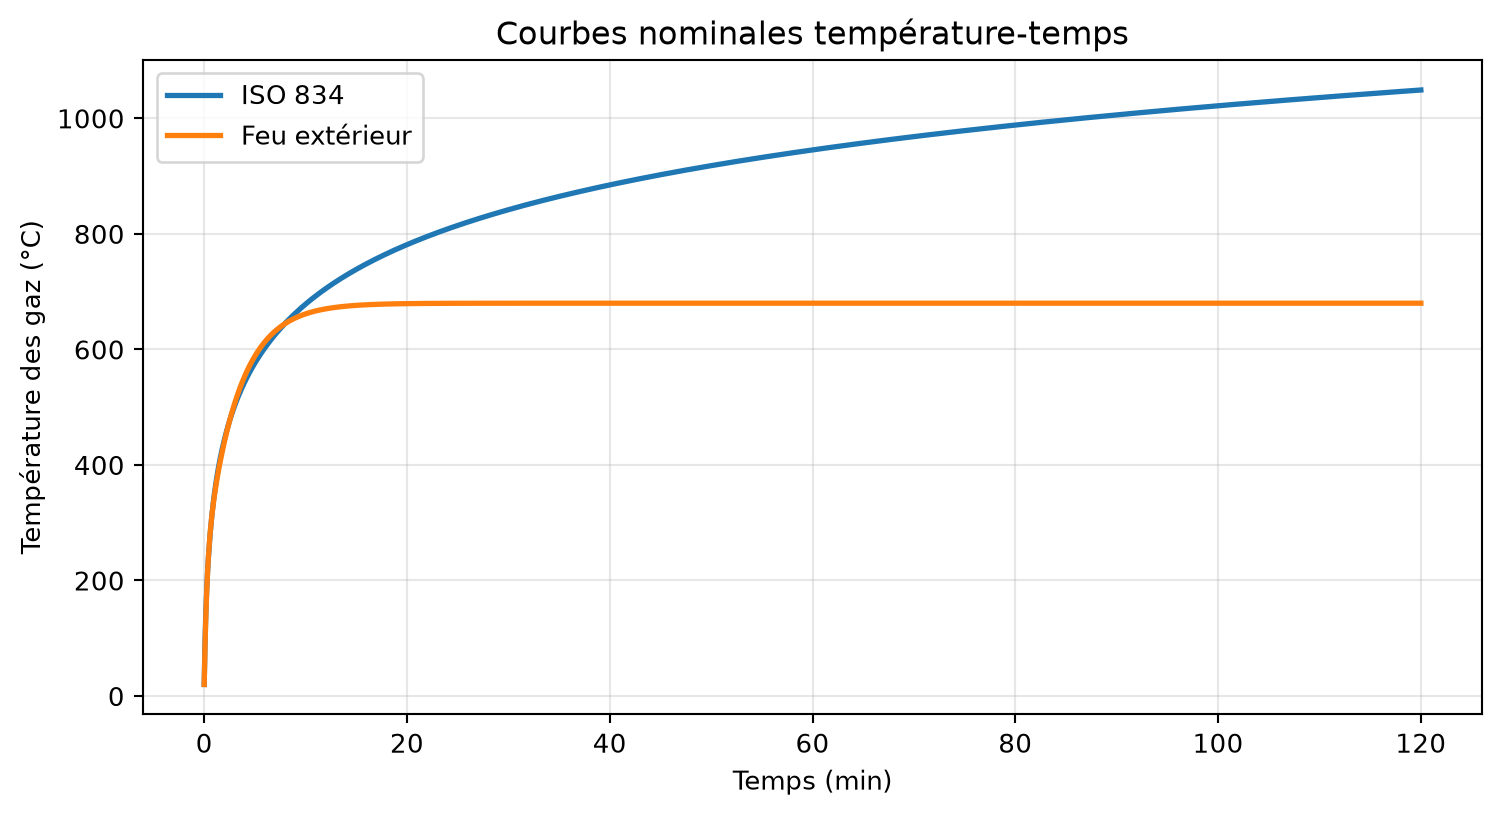 Courbes nominales température-temps
ISO 834
Feu extérieur
Température des gaz (°C)
1000
800
600
400
200
0
0 20 40 60 80 100 120
Temps (min)